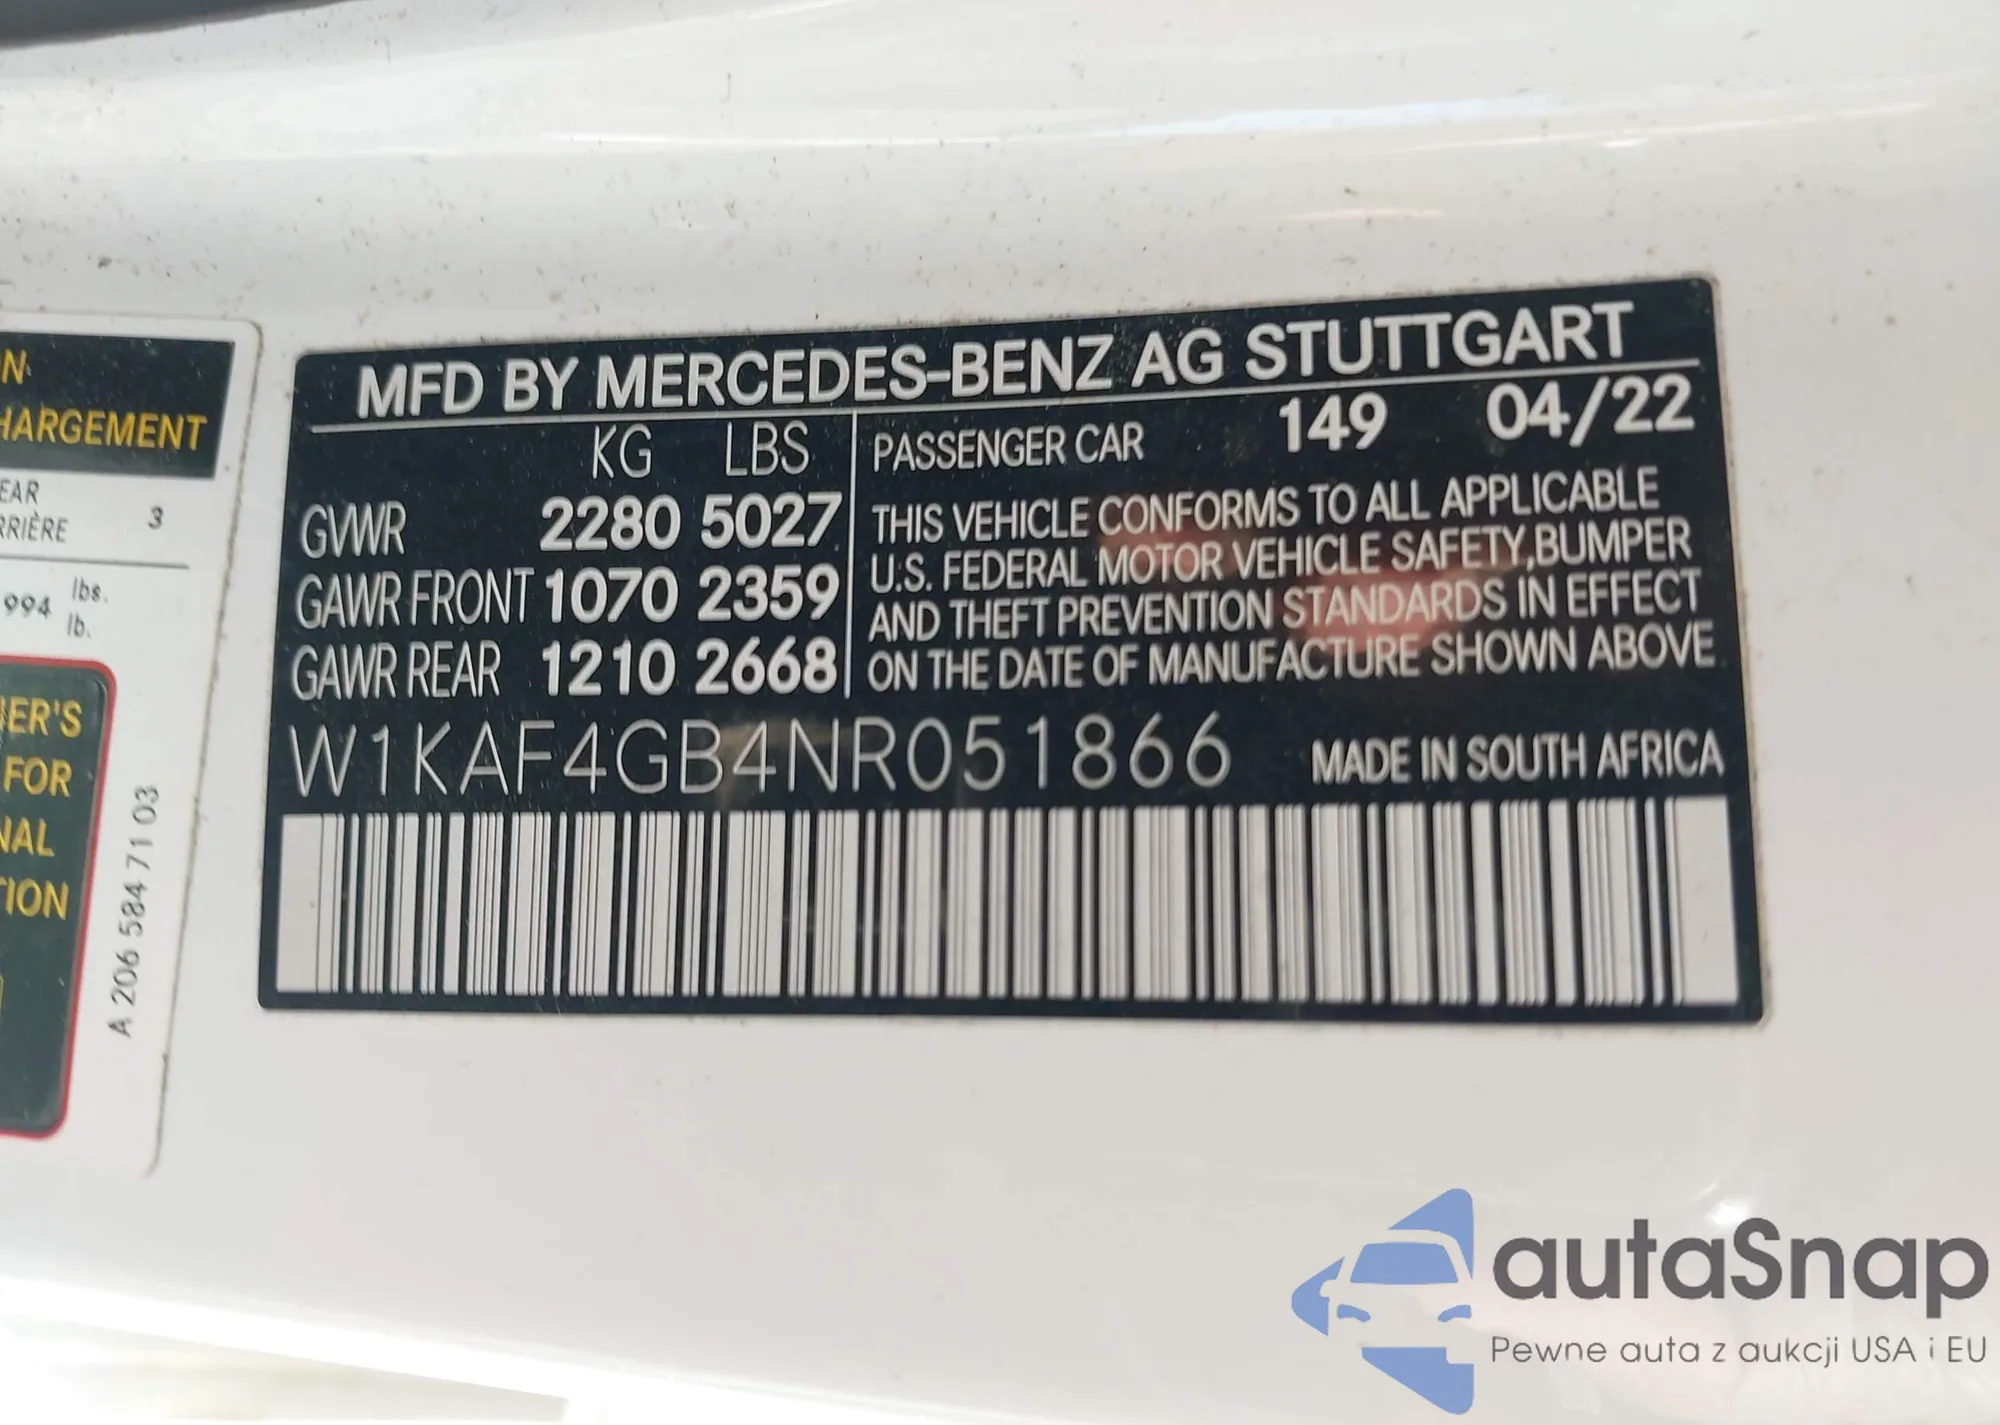 N
HARGEMENT
EAR
RRIÈRE 3
994 lbs.
lb.
NER'S
FOR
NAL
TION
A 206 584 71 03
MFD BY MERCEDES-BENZ AG STUTTGART
KG LBS
GVWR 2280 5027
GAWR FRONT 1070 2359
GAWR REAR 1210 2668
PASSENGER CAR 149 04/22
THIS VEHICLE CONFORMS TO ALL APPLICABLE
U.S. FEDERAL MOTOR VEHICLE SAFETY,BUMPER
AND THEFT PREVENTION STANDARDS IN EFFECT
ON THE DATE OF MANUFACTURE SHOWN ABOVE
W1KAF4GB4NR051866 MADE IN SOUTH AFRICA
autaSnap
Pewne auta z aukcji USA i EU